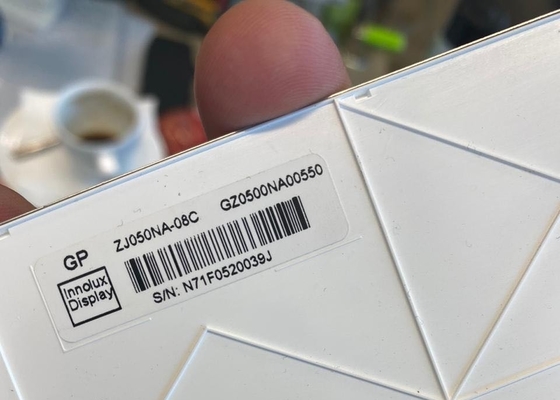 GP ZJ050NA-08C GZ0500NA00550
Innolux
Display
S/N: N71F0520039J